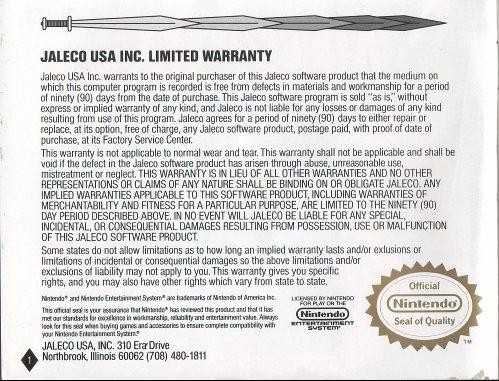 JALECO USA INC. LIMITED WARRANTY
Jaleco USA Inc. warrants to the original purchaser of this Jaleco software product that the medium on
which this computer program is recorded is free from defects in materials and workmanship for a period
of ninety (90) days from the date of purchase. This Jaleco software program is sold "as is," without
express or implied warranty of any kind, and Jaleco is not liable for any losses or damages of any kind
resulting from use of this program. Jaleco agrees for a period of ninety (90) days to either repair or
replace, at its option, free of charge, any Jaleco software product, postage paid, with proof of date of
purchase, at its Factory Service Center.
This warranty is not applicable to normal wear and tear. This warranty shall not be applicable and shall be
void if the defect in the Jaleco software product has arisen through abuse, unreasonable use,
mistreatment or neglect. THIS WARRANTY IS IN LIEU OF ALL OTHER WARRANTIES AND NO OTHER
REPRESENTATIONS OR CLAIMS OF ANY NATURE SHALL BE BINDING ON OR OBLIGATE JALECO. ANY
IMPLIED WARRANTIES APPLICABLE TO THIS SOFTWARE PRODUCT, INCLUDING WARRANTIES OF
MERCHANTABILITY AND FITNESS FOR A PARTICULAR PURPOSE, ARE LIMITED TO THE NINETY (90)
DAY PERIOD DESCRIBED ABOVE. IN NO EVENT WILL JALECO BE LIABLE FOR ANY SPECIAL,
INCIDENTAL, OR CONSEQUENTIAL DAMAGES RESULTING FROM POSSESSION, USE OR MALFUNCTION
OF THIS JALECO SOFTWARE PRODUCT.
Some states do not allow limitations as to how long an implied warranty lasts and/or exlusions or
limitations of incidental or consequential damages so the above limitations and/or
exclusions of liability may not apply to you. This warranty gives you specific
rights, and you may also have other rights which vary from state to state.
Nintendo® and Nintendo Entertainment System® are trademarks of Nintendo of America Inc.
This official seal is your assurance that Nintendo® has reviewed this product and that it has
met our standards for excellence in workmanship, reliability and entertainment value. Always
look for this seal when buying games and accessories to ensure complete compatibility with
your Nintendo Entertainment System®
LICENSED BY NINTENDO
FOR PLAY ON THE
Nintendo
ENTERTAINMENT
SYSTEM®
Official
Nintendo
Seal of Quality
TM
JALECO USA, INC. 310 Era Drive
Northbrook, Illinois 60062 (708) 480-1811
1